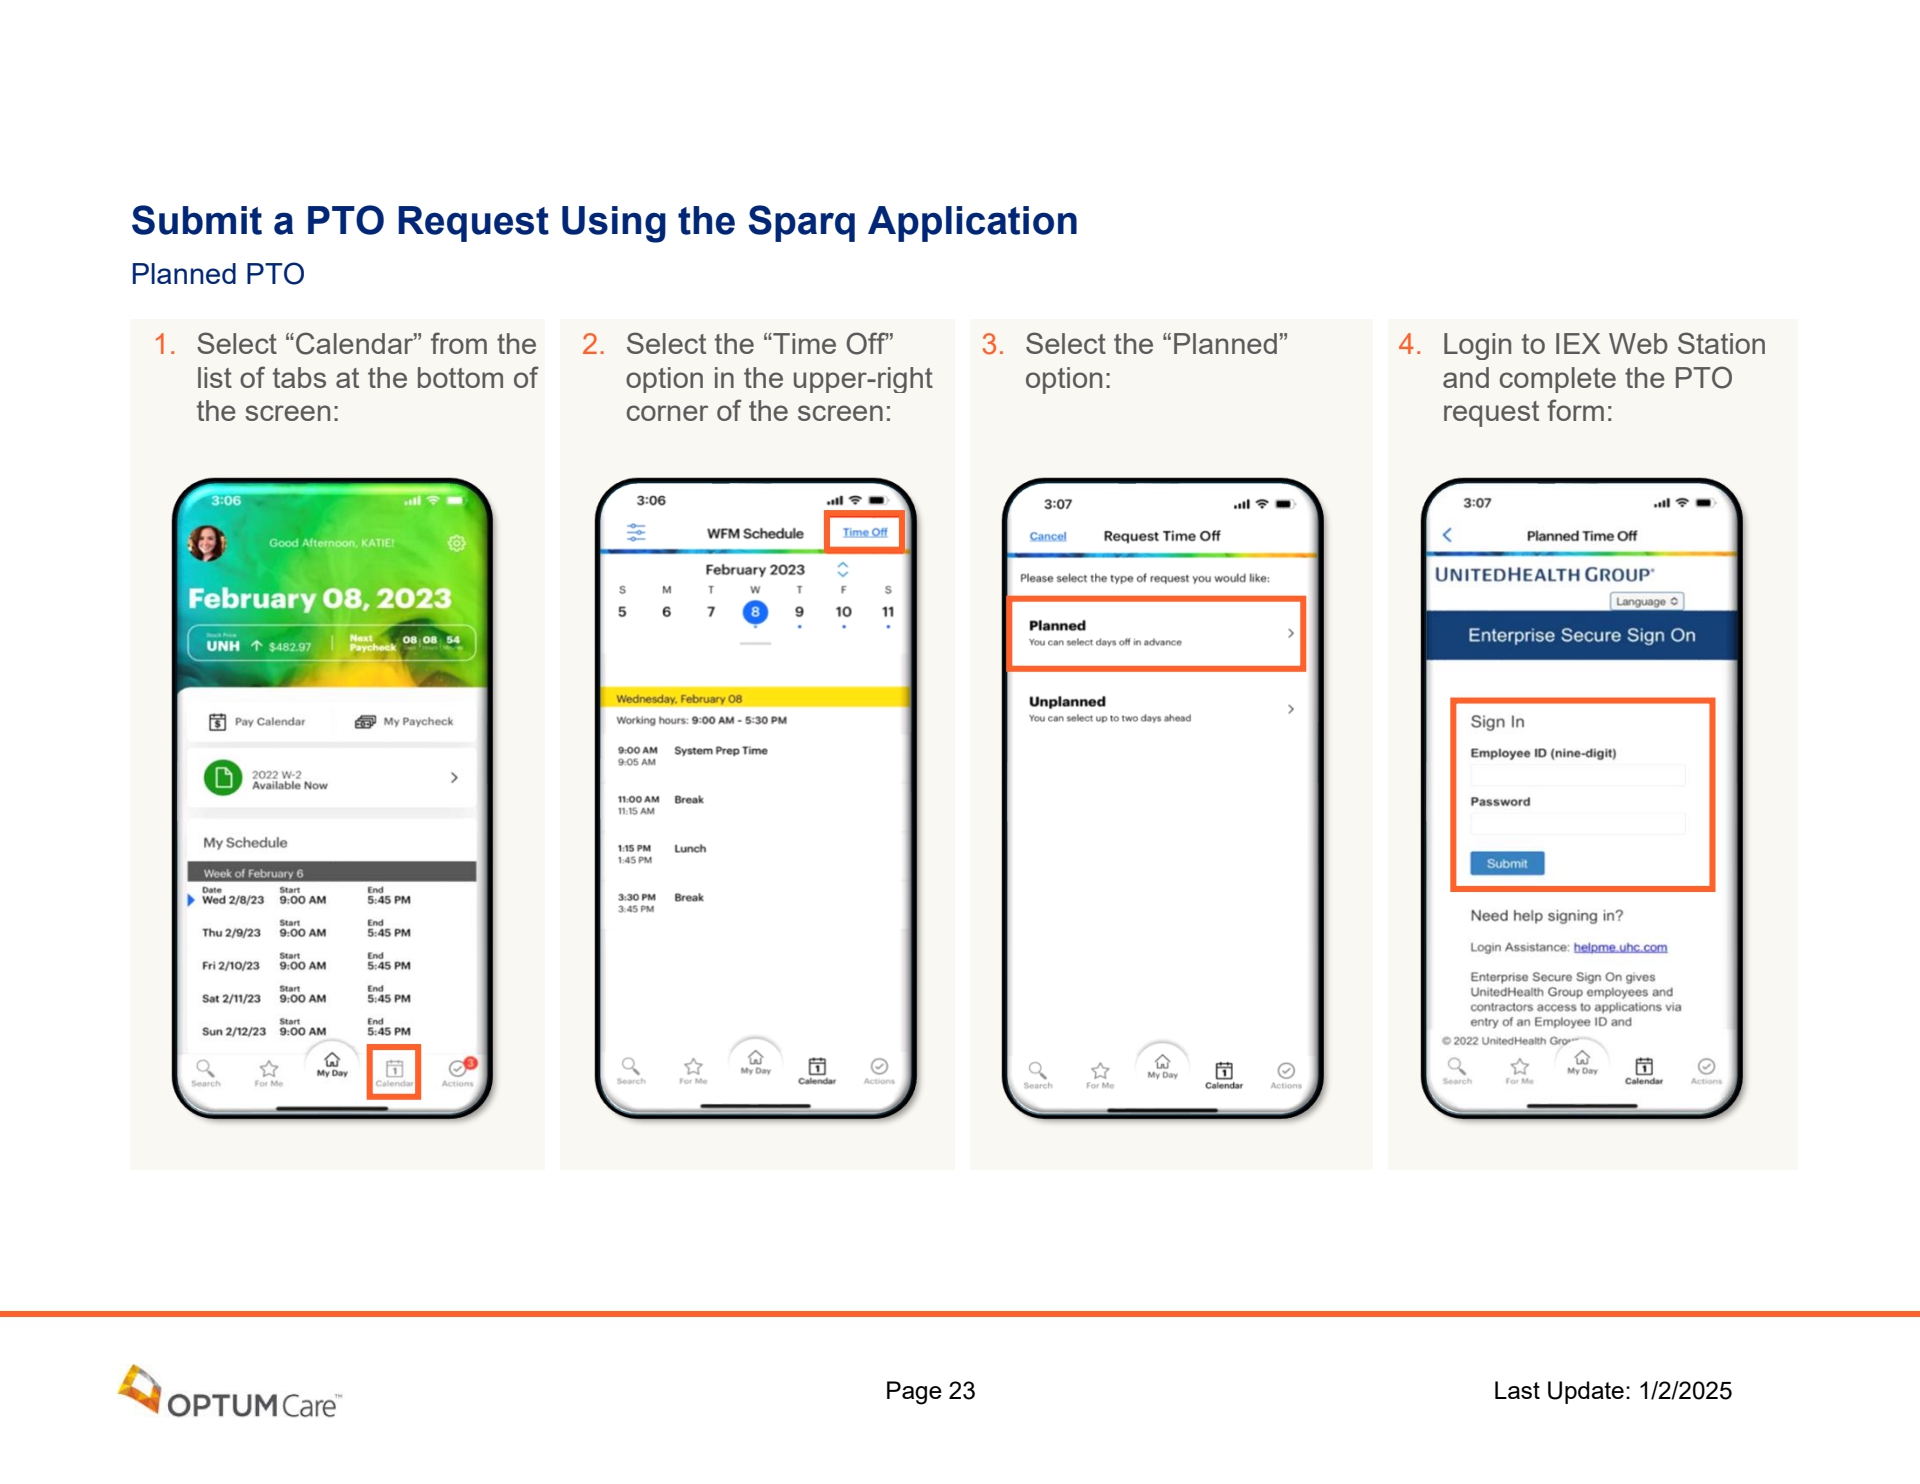 Submit a PTO Request Using the Sparq Application
Planned PTO
1. Select “Calendar” from the
list of tabs at the bottom of
the screen:
3:06
Good Afternoon, KATIE!
February 08, 2023
Stock Price
UNH ↑ $482.97
Next
Paycheck
08 08 54
Pay Calendar
My Paycheck
2022 W-2
Available Now
My Schedule
Week of February 6
Date Start End
Wed 2/8/23 9:00 AM 5:45 PM
Start End
Thu 2/9/23 9:00 AM 5:45 PM
Start End
Fri 2/10/23 9:00 AM 5:45 PM
Start End
Sat 2/11/23 9:00 AM 5:45 PM
Start End
Sun 2/12/23 9:00 AM 5:45 PM
Search For Me My Day Calendar Actions
3
2. Select the “Time Off”
option in the upper-right
corner of the screen:
3:06
WFM Schedule Time Off
February 2023
S M T W T F S
5 6 7 8 9 10 11
Wednesday, February 08
Working hours: 9:00 AM - 5:30 PM
9:00 AM System Prep Time
9:05 AM
11:00 AM Break
11:15 AM
1:15 PM Lunch
1:45 PM
3:30 PM Break
3:45 PM
Search For Me My Day Calendar Actions
3. Select the “Planned”
option:
3:07
Cancel Request Time Off
Please select the type of request you would like:
Planned
You can select days off in advance
Unplanned
You can select up to two days ahead
Search For Me My Day Calendar Actions
4. Login to IEX Web Station
and complete the PTO
request form:
3:07
Planned Time Off
UNITEDHEALTH GROUP®
Language
Enterprise Secure Sign On
Sign In
Employee ID (nine-digit)
Password
Submit
Need help signing in?
Login Assistance: helpme.uhc.com
Enterprise Secure Sign On gives
UnitedHealth Group employees and
contractors access to applications via
entry of an Employee ID and
© 2022 UnitedHealth Gro
Search For Me My Day Calendar Actions
OPTUMCare™
Page 23
Last Update: 1/2/2025